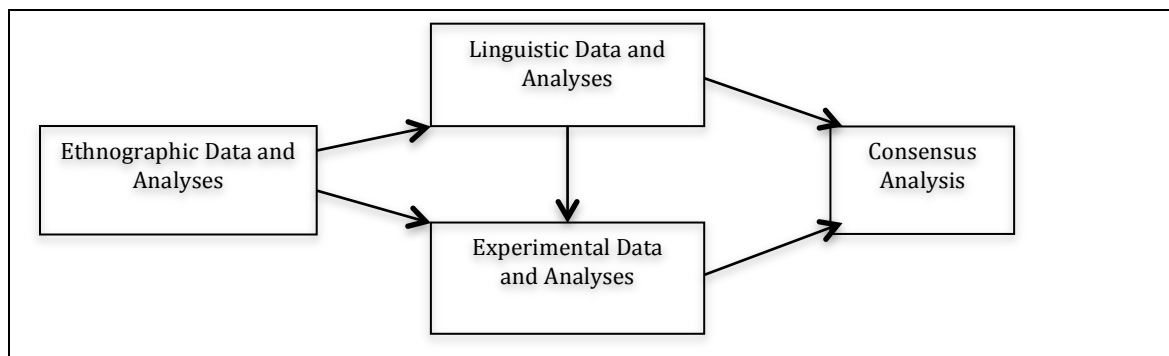 Linguistic Data and
Analyses
Ethnographic Data and
Analyses
Consensus
Analysis
Experimental Data
and Analyses